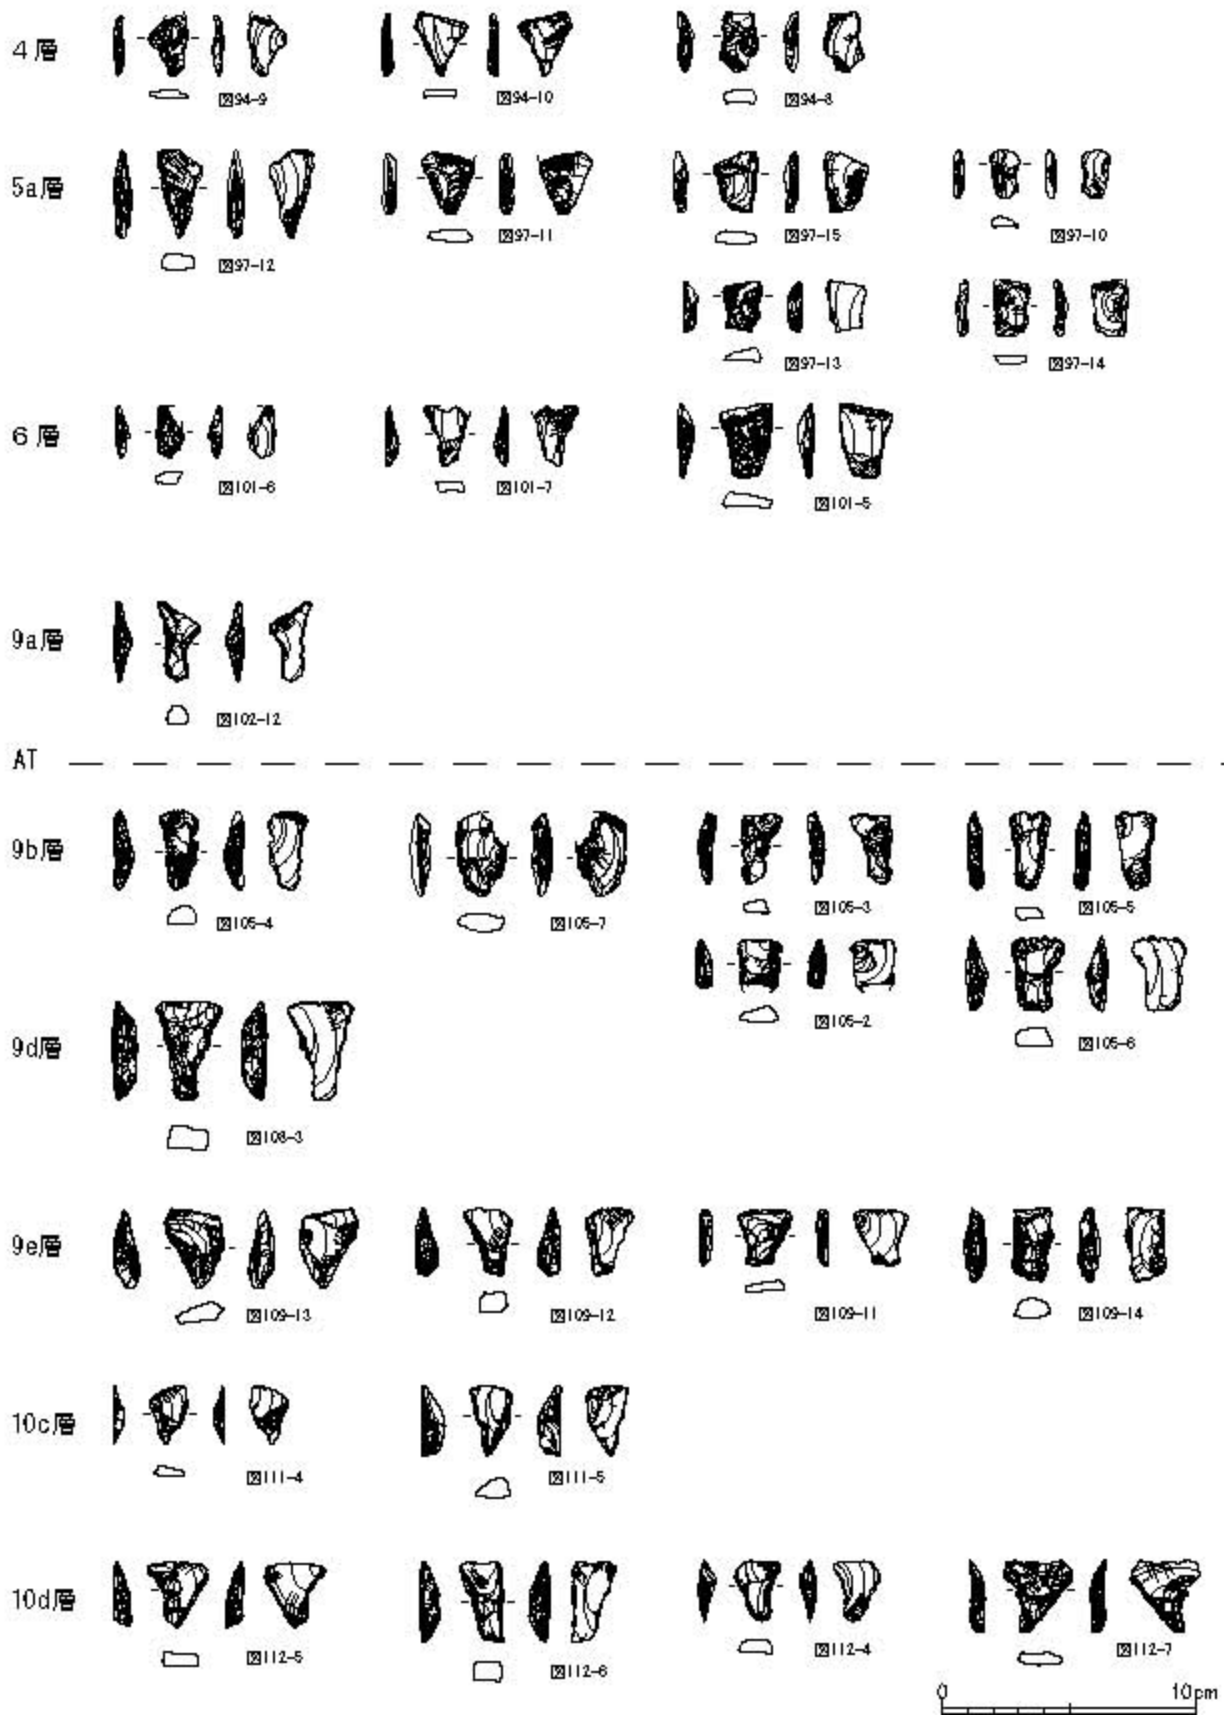 4層
図94-9 図94-10 図94-8
5a層
図97-12 図97-11 図97-15 図97-10
図97-13 図97-14
6層
図101-6 図101-7 図101-5
9a層
図102-12
AT
9b層
図105-4 図105-7 図105-3 図105-5
図105-2 図105-6
9d層
図108-3
9e層
図109-13 図109-12 図109-11 図109-14
10c層
図111-4 図111-5
10d層
図112-5 図112-6 図112-4 図112-7
0 10cm